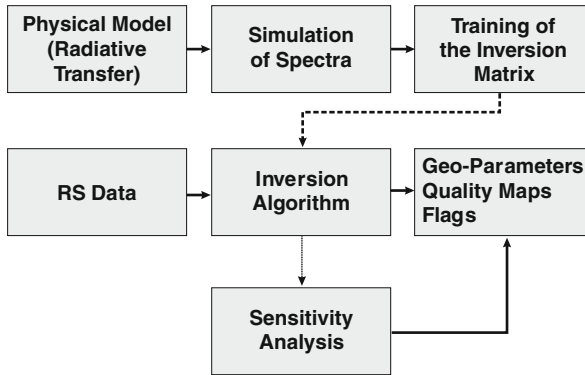 Physical Model
(Radiative
Transfer)
Simulation
of Spectra
Training of
the Inversion
Matrix
RS Data
Inversion
Algorithm
Geo-Parameters
Quality Maps
Flags
Sensitivity
Analysis